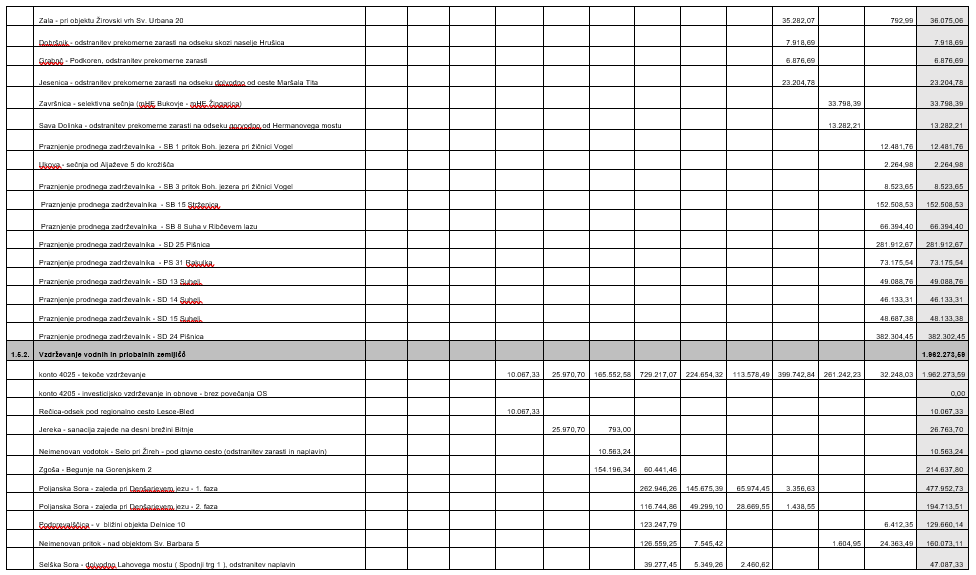 Zala - pri objektu Žirovski vrh Sv. Urbana 20 35.282,07 792,99 36.075,06
Dobršnik - odstranitev prekomerne zarasti na odseku skozi naselje Hrušica 7.918,69 7.918,69
Graboč - Podkoren, odstranitev prekomerne zarasti 6.876,69 6.876,69
Jesenica - odstranitev prekomerne zarasti na odseku dolvodno od ceste Maršala Tita 23.204,78 23.204,78
Završnica - selektivna sečnja (mHE Bukovje - mHE Žingarica) 33.798,39 33.798,39
Sava Dolinka - odstranitev prekomerne zarasti na odseku gorvodno od Hermanovega mostu 13.282,21 13.282,21
Praznjenje prodnega zadrževalnika - SB 1 pritok Boh. jezera pri žičnici Vogel 12.481,76 12.481,76
Ukova - sečnja od Aljaževe 5 do krožišča 2.264,98 2.264,98
Praznjenje prodnega zadrževalnika - SB 3 pritok Boh. jezera pri žičnici Vogel 8.523,65 8.523,65
Praznjenje prodnega zadrževalnika - SB 15 Strženica 152.508,53 152.508,53
Praznjenje prodnega zadrževalnika - SB 8 Suha v Ribčevem lazu 66.394,40 66.394,40
Praznjenje prodnega zadrževalnika - SD 25 Pišnica 281.912,67 281.912,67
Praznjenje prodnega zadrževalnika - PS 31 Rakulka 73.175,54 73.175,54
Praznjenje prodnega zadrževalnik - SD 13 Suhelj 49.088,76 49.088,76
Praznjenje prodnega zadrževalnik - SD 14 Suhelj 46.133,31 46.133,31
Praznjenje prodnega zadrževalnik - SD 15 Suhelj 48.687,38 48.133,38
Praznjenje prodnega zadrževalnik - SD 24 Pišnica 382.304,45 382.302,45
1.5.2. Vzdrževanje vodnih in priobalnih zemljišč 1.962.273,59
konto 4025 - tekoče vzdrževanje 10.067,33 25.970,70 165.552,58 729.217,07 224.654,32 113.578,49 399.742,84 261.242,23 32.248,03 1.962.273,59
konto 4205 - investicijsko vzdrževanje in obnove - brez povečanja OS 0,00
Rečica-odsek pod regionalno cesto Lesce-Bled 10.067,33 10.067,33
Jereka - sanacija zajede na desni brežini Bitnje 25.970,70 793,00 26.763,70
Neimenovan vodotok - Selo pri Žireh - pod glavno cesto (odstranitev zarasti in naplavin) 10.563,24 10.563,24
Zgoša - Begunje na Gorenjskem 2 154.196,34 60.441,46 214.637,80
Poljanska Sora - zajeda pri Denšarjevem jezu - 1. faza 262.946,26 145.675,39 65.974,45 3.356,63 477.952,73
Poljanska Sora - zajeda pri Denšarjevem jezu - 2. faza 116.744,86 49.299,10 28.669,55 1.438,55 194.713,51
Podprevalščica - v bližini objekta Delnice 10 123.247,79 6.412,35 129.660,14
Neimenovan pritok - nad objektom Sv. Barbara 5 126.559,25 7.545,42 1.604,95 24.363,49 160.073,11
Selška Sora - dolvodno Lahovega mostu ( Spodnji trg 1 ), odstranitev naplavin 39.277,45 5.349,26 2.460,62 47.087,33